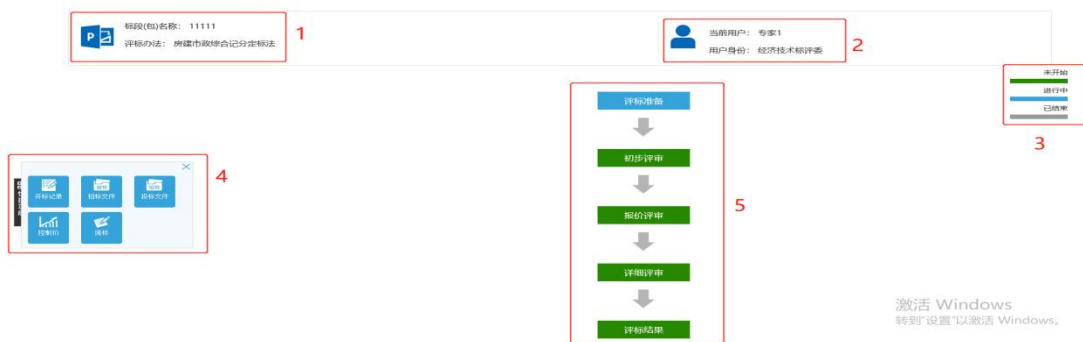 标段(包)名称: 11111
评标办法: 房建市政综合记分定标法
1
当前用户: 专家1
用户身份: 经济技术标评委
2
未开始
进行中
已结束
3
开标记录
招标文件
投标文件
控制价
4
评标准备
初步评审
报价评审
详细评审
评标结果
5
激活 Windows
转到"设置"以激活 Windows。